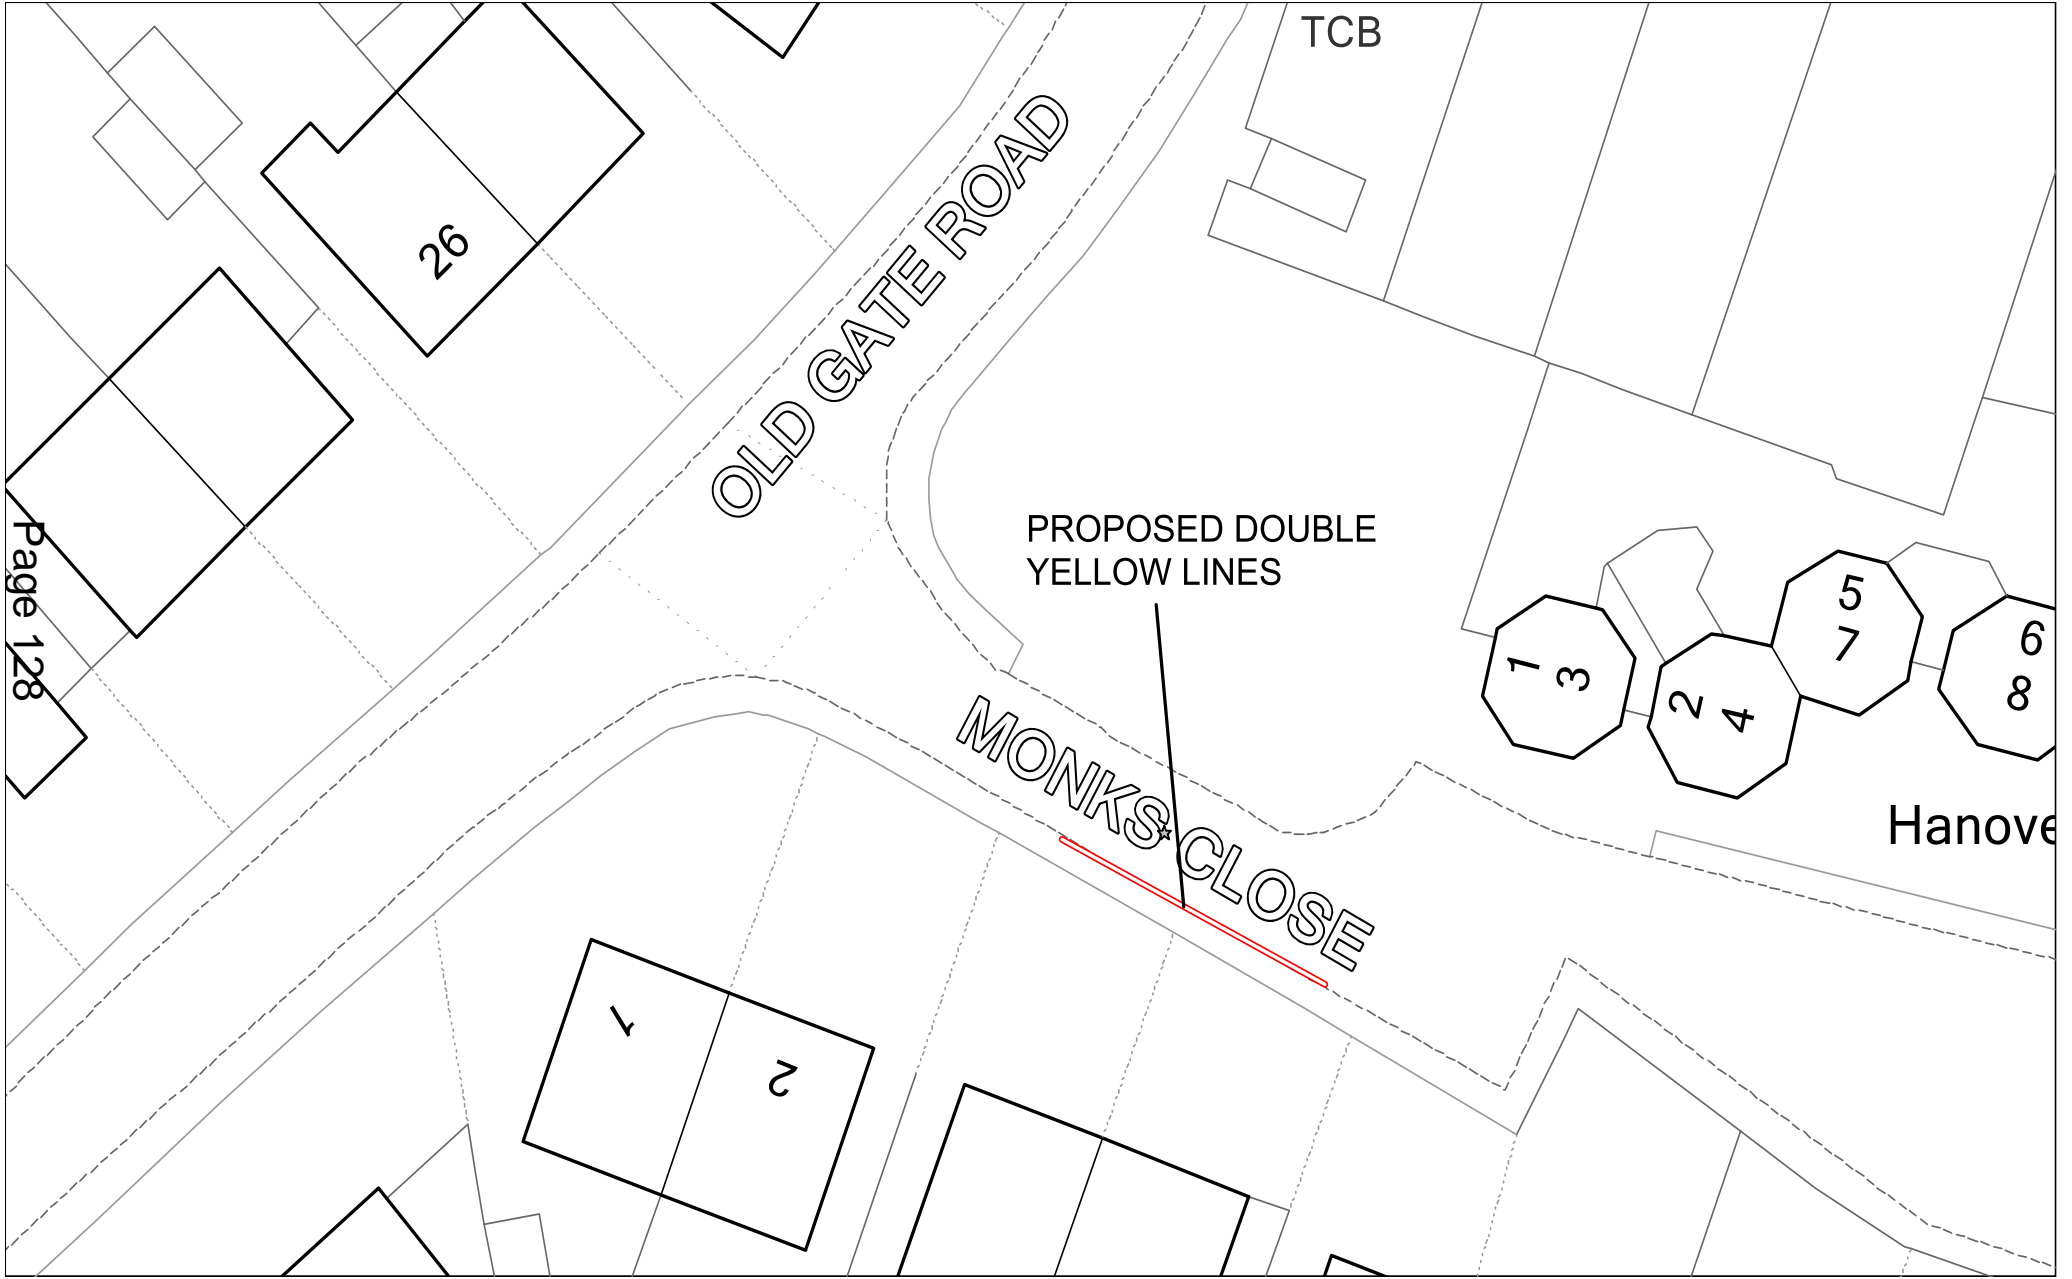 TCB
26
OLD GATE ROAD
PROPOSED DOUBLE
YELLOW LINES
Page 128
5
7
6
8
1
3
2
4
MONKS CLOSE
Hanove
1
2